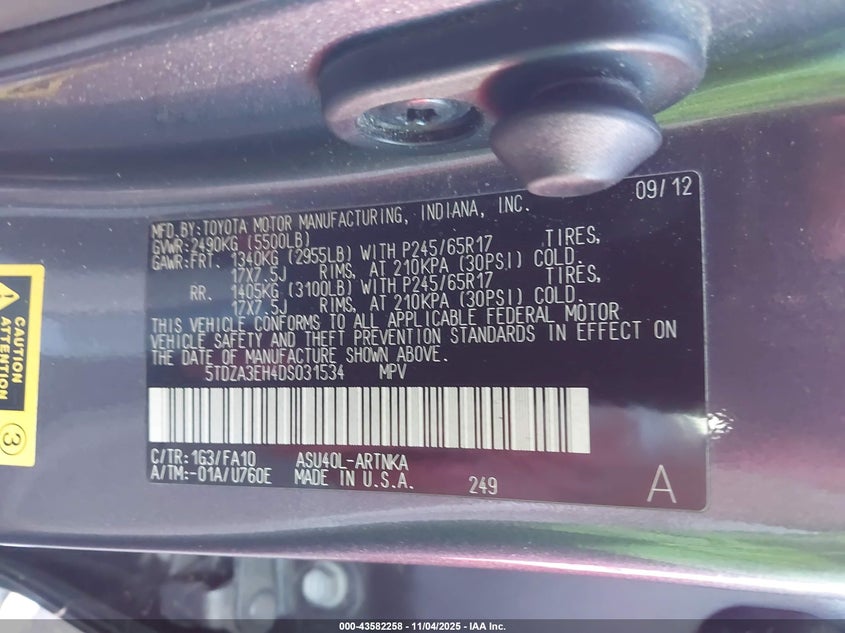 09/12
MFD.BY:TOYOTA MOTOR MANUFACTURING, INDIANA, INC.
GVWR:2490KG (5500LB)
GAWR:FRT. 1340KG (2955LB) WITH P245/65R17 TIRES,
17X7.5J RIMS, AT 210KPA (30PSI) COLD.
RR. 1405KG (3100LB) WITH P245/65R17 TIRES,
17X7.5J RIMS, AT 210KPA (30PSI) COLD.
THIS VEHICLE CONFORMS TO ALL APPLICABLE FEDERAL MOTOR
VEHICLE SAFETY AND THEFT PREVENTION STANDARDS IN EFFECT ON
THE DATE OF MANUFACTURE SHOWN ABOVE.
5TDZA3EH4DS031534 MPV
C/TR:1G3/FA10 ASU40L-ARTNKA
A/TM:-01A/U760E MADE IN U.S.A. 249 A
CAUTION
ATTENTION
3
000-43582258 - 11/04/2025 - IAA Inc.